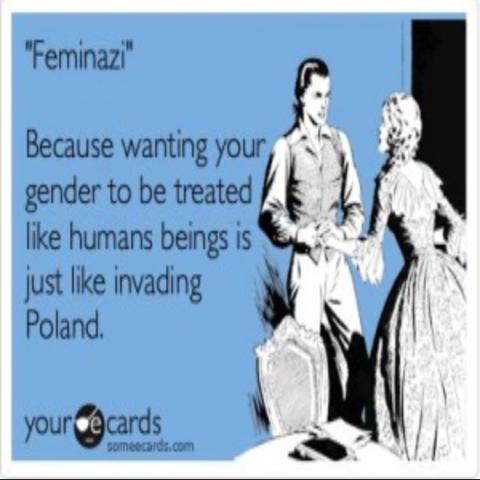 "Feminazi"
Because wanting your
gender to be treated
like humans beings is
just like invading
Poland.
your e cards
someecards.com